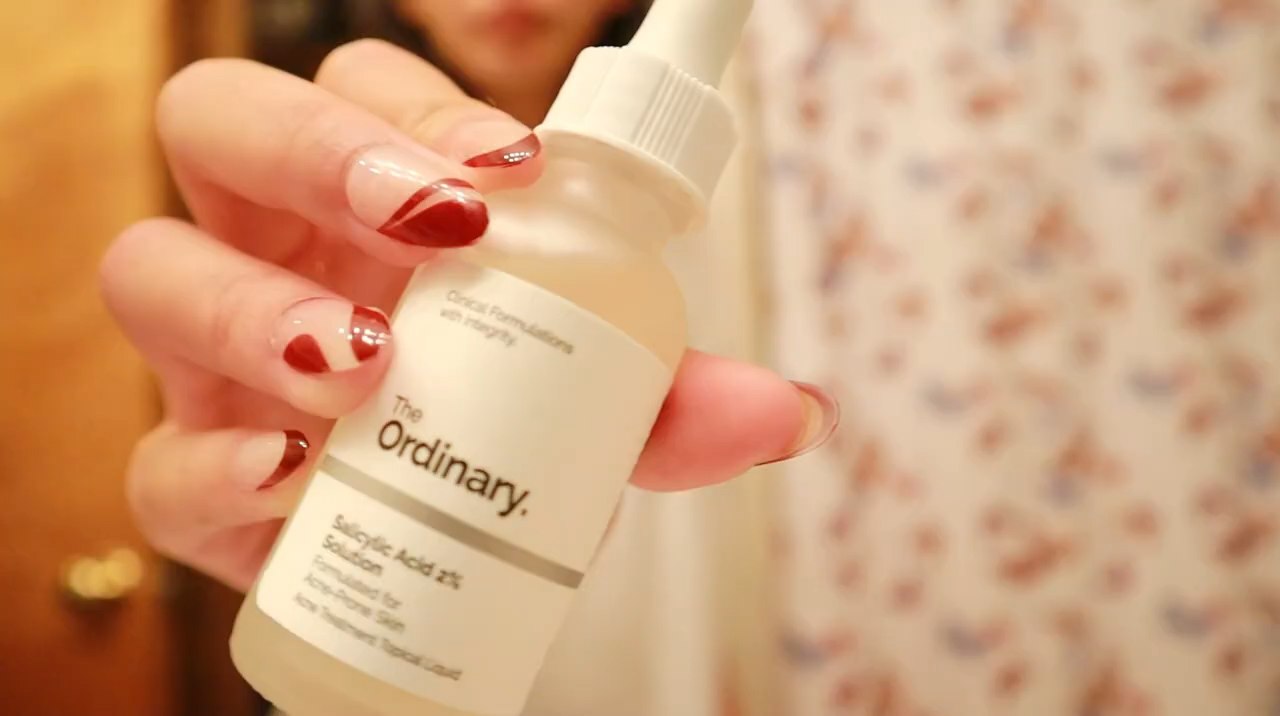 Clinical Formulations
with Integrity.
The
Ordinary.
Salicylic Acid 2%
Solution
Formulated for
Acne-Prone Skin
Acne Treatment Topical Liquid